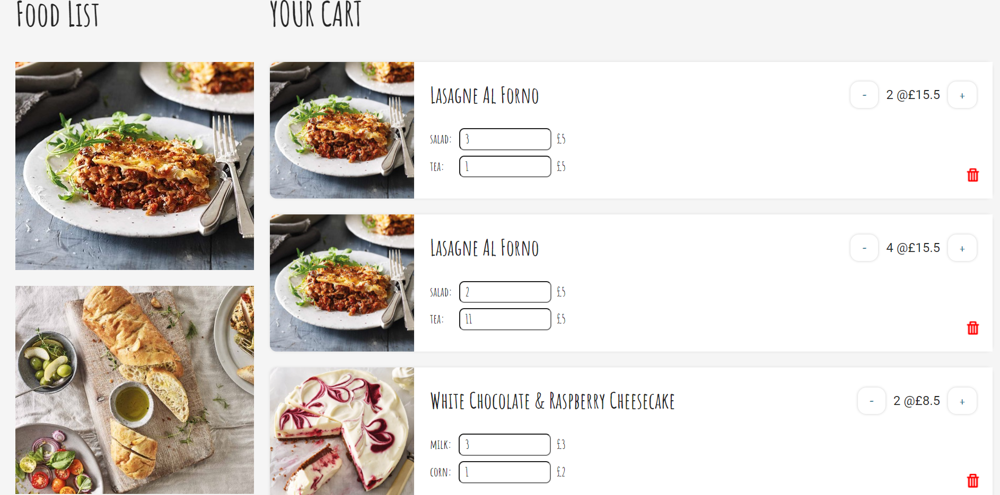 Food List
YOUR CART
Lasagne Al Forno
- 2 @£15.5 +
SALAD: 3 £5
TEA: 1 £5
Lasagne Al Forno
- 4 @£15.5 +
SALAD: 2 £5
TEA: 11 £5
White Chocolate & Raspberry Cheesecake
- 2 @£8.5 +
MILK: 3 £3
CORN: 1 £2